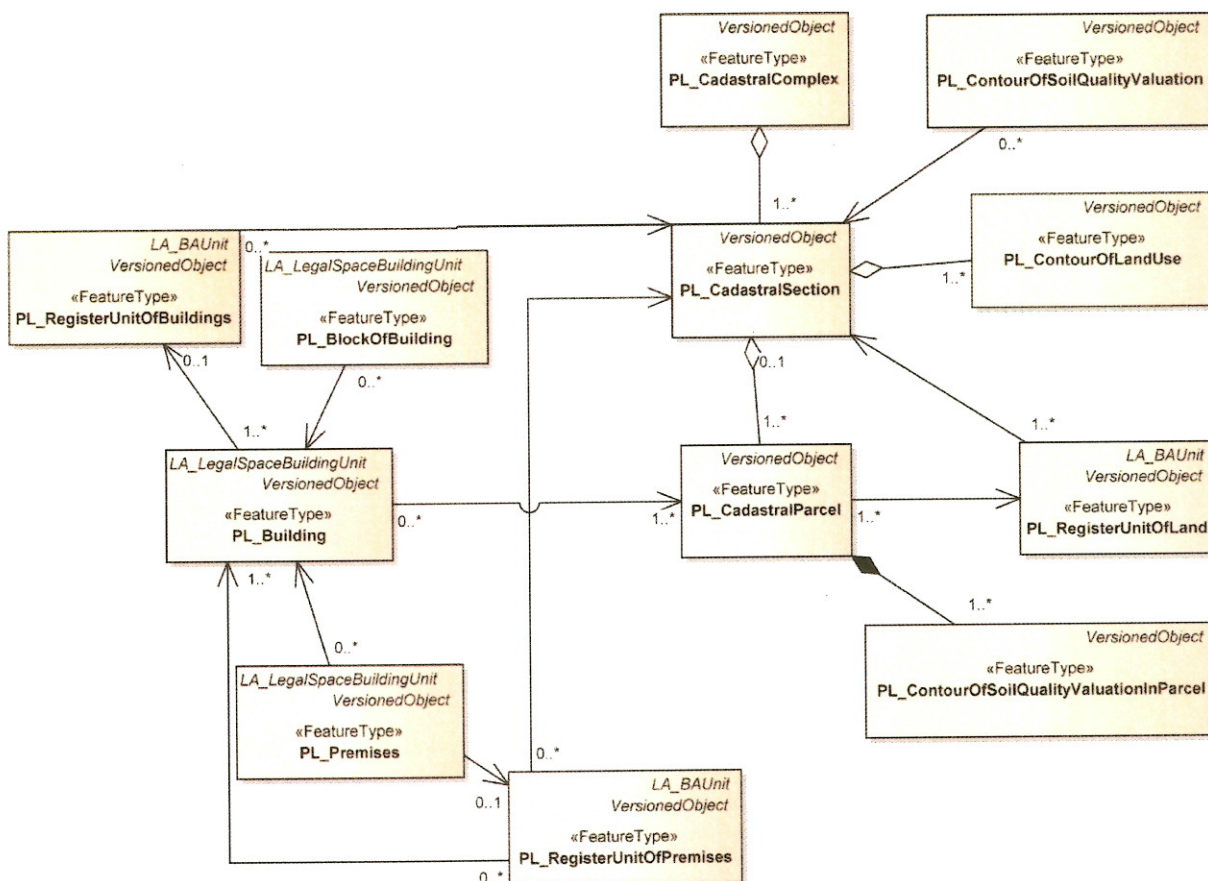 VersionedObject
«FeatureType»
PL_CadastralComplex
VersionedObject
«FeatureType»
PL_ContourOfSoilQualityValuation
0..*
1..*
VersionedObject
«FeatureType»
PL_ContourOfLandUse
1..*
LA_BAUnit
VersionedObject
«FeatureType»
PL_RegisterUnitOfBuildings
0..*
LA_LegalSpaceBuildingUnit
VersionedObject
«FeatureType»
PL_BlockOfBuilding
VersionedObject
«FeatureType»
PL_CadastralSection
0..1
0..*
0..1
1..*
1..*
1..*
LA_LegalSpaceBuildingUnit
VersionedObject
«FeatureType»
PL_Building
0..*
1..*
VersionedObject
«FeatureType»
PL_CadastralParcel
1..*
LA_BAUnit
VersionedObject
«FeatureType»
PL_RegisterUnitOfLand
1..*
1..*
VersionedObject
«FeatureType»
PL_ContourOfSoilQualityValuationInParcel
0..*
LA_LegalSpaceBuildingUnit
VersionedObject
«FeatureType»
PL_Premises
0..*
0..1
LA_BAUnit
VersionedObject
«FeatureType»
PL_RegisterUnitOfPremises
0..*